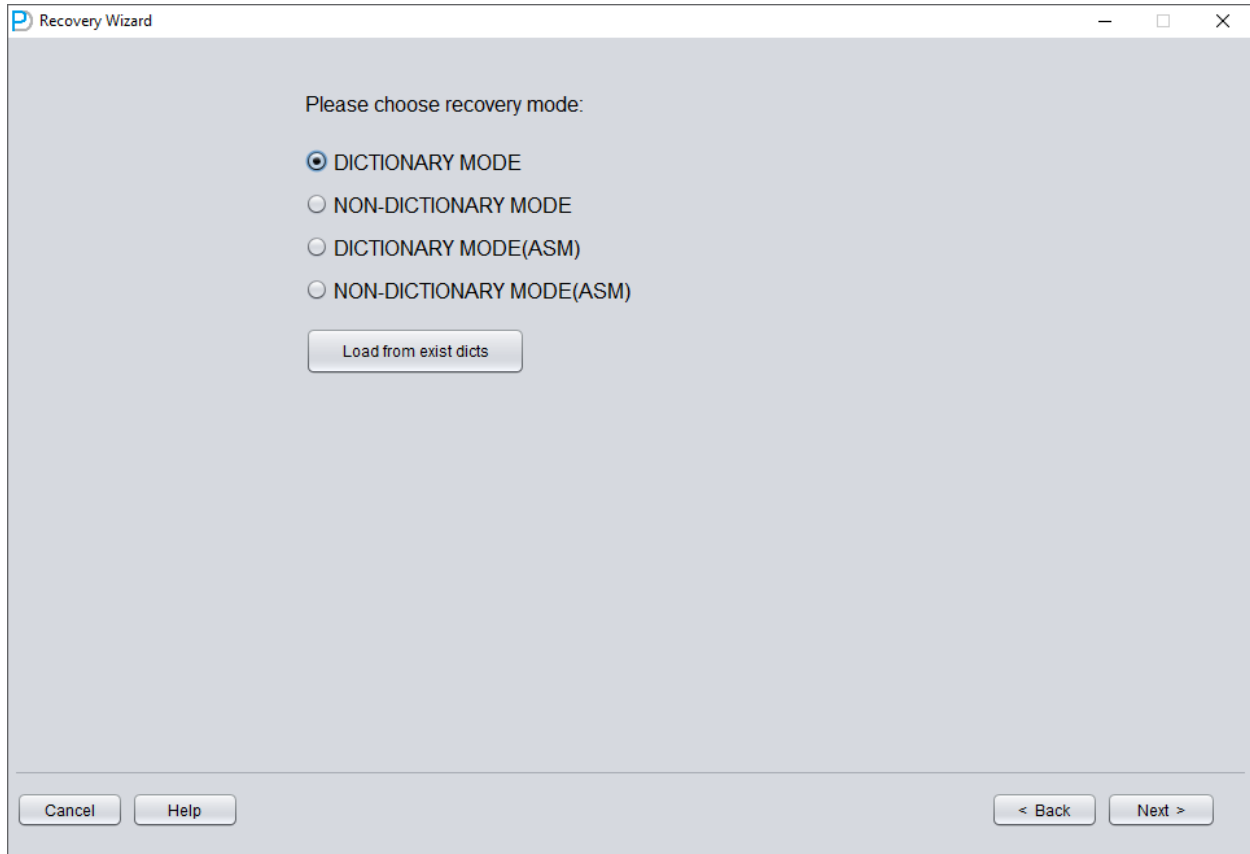 Recovery Wizard
Please choose recovery mode:
DICTIONARY MODE
NON-DICTIONARY MODE
DICTIONARY MODE(ASM)
NON-DICTIONARY MODE(ASM)
Load from exist dicts
Cancel Help < Back Next >